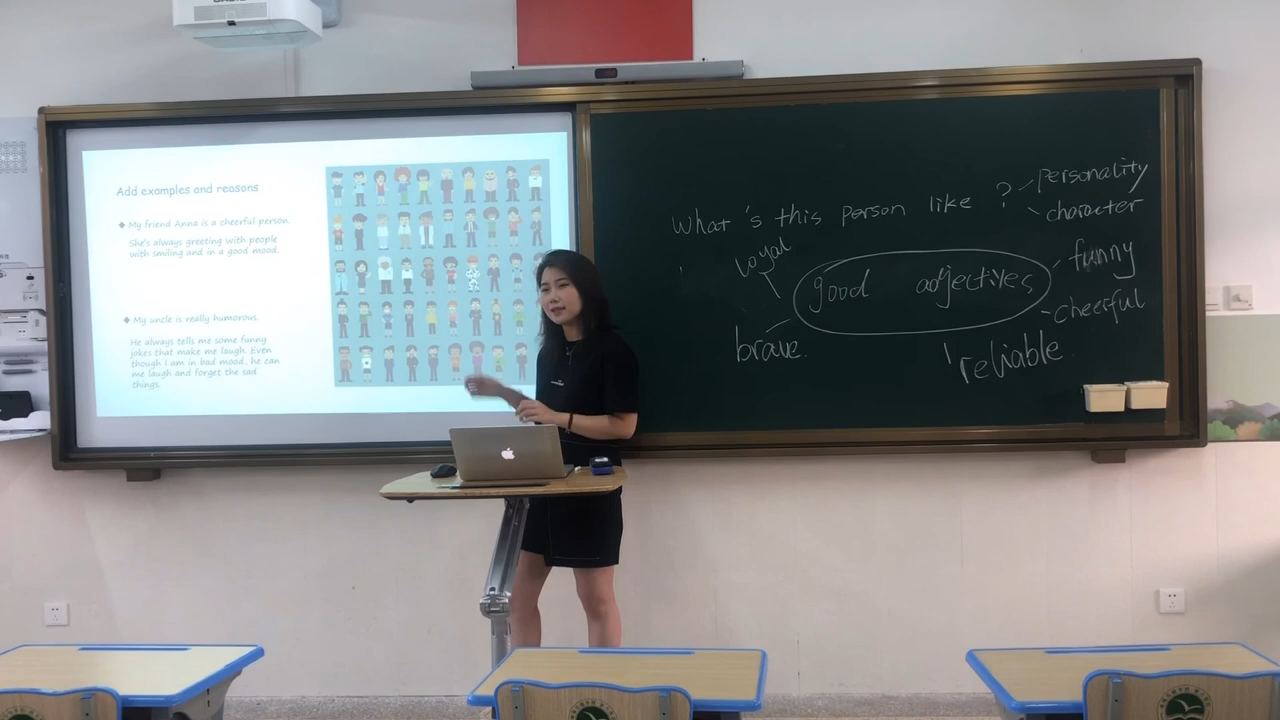 Add examples and reasons
◆ My friend Anna is a cheerful person.
She's always greeting with people
with smiling and in a good mood.
◆ My uncle is really humorous.
He always tells me some funny
jokes that make me laugh. Even
though I am in bad mood, he can
me laugh and forget the sad
things.
What's this person like ?
personality
character
good adjectives
loyal
brave
funny
cheerful
reliable